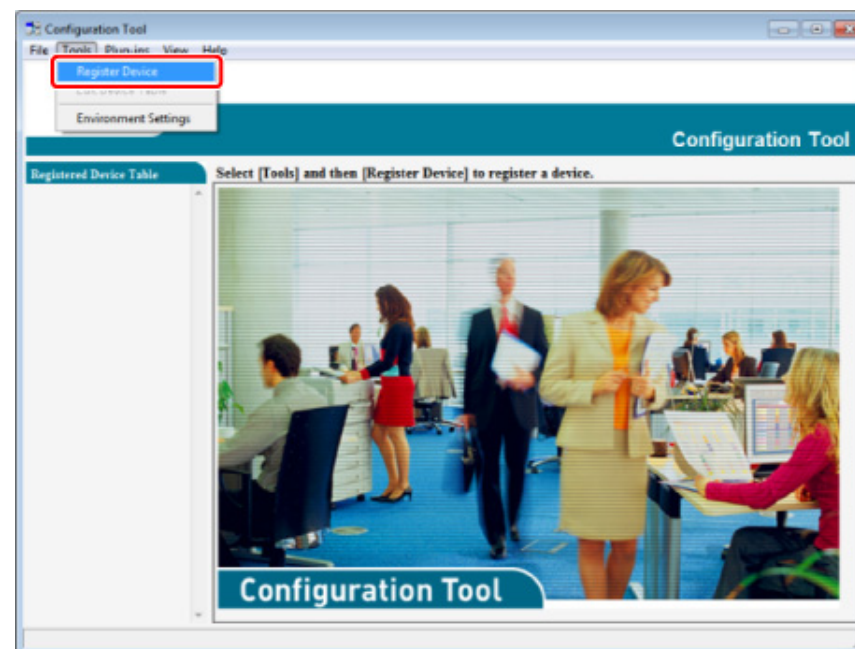 Configuration Tool
File Tools Plug-ins View Help
Register Device
Environment Settings
Configuration Tool
Registered Device Table
Select [Tools] and then [Register Device] to register a device.
Configuration Tool